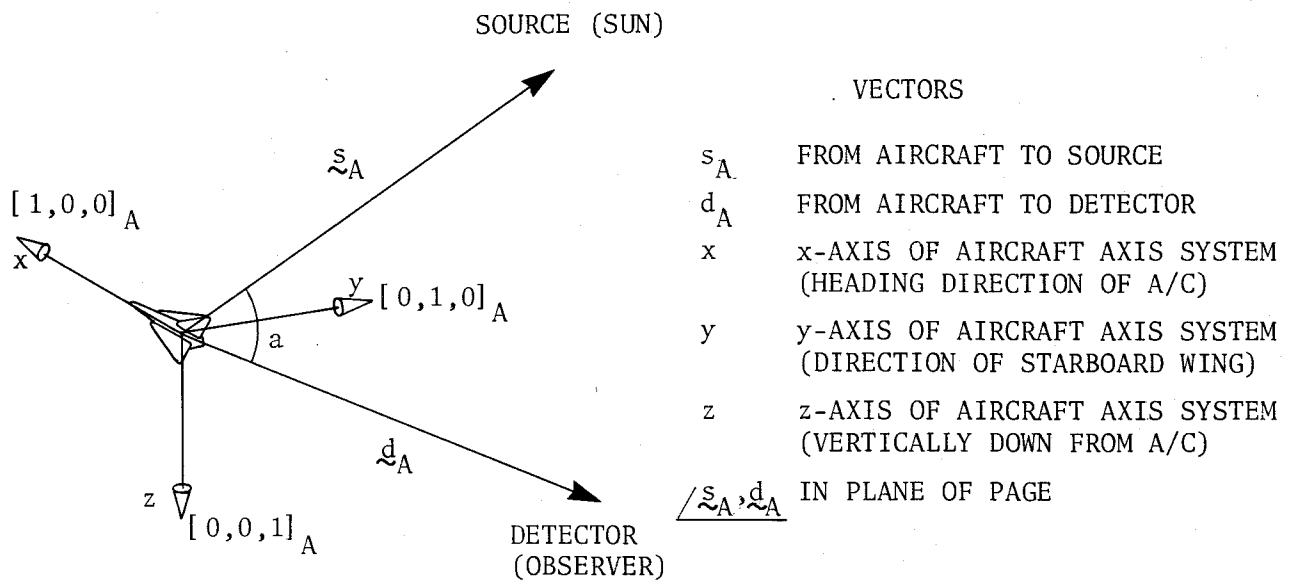 SOURCE (SUN)
s_A
[1,0,0]_A
x
y
[0,1,0]_A
a
z
[0,0,1]_A
d_A
DETECTOR
(OBSERVER)
VECTORS
s_A FROM AIRCRAFT TO SOURCE
d_A FROM AIRCRAFT TO DETECTOR
x x-AXIS OF AIRCRAFT AXIS SYSTEM
(HEADING DIRECTION OF A/C)
y y-AXIS OF AIRCRAFT AXIS SYSTEM
(DIRECTION OF STARBOARD WING)
z z-AXIS OF AIRCRAFT AXIS SYSTEM
(VERTICALLY DOWN FROM A/C)
/s_A,d_A IN PLANE OF PAGE